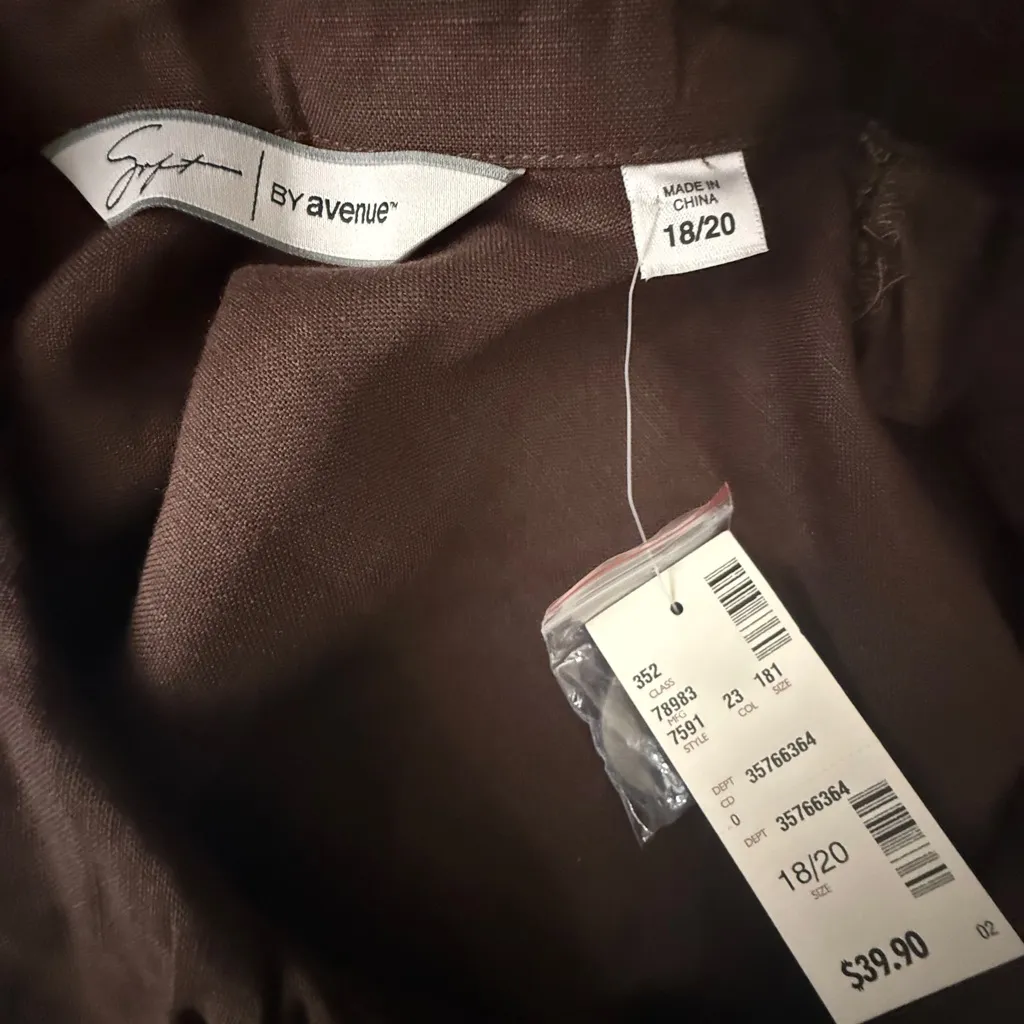 BY avenue™
MADE IN
CHINA
18/20
352
CLASS
78983 23 181
MFG COL SIZE
7591
STYLE
DEPT 35766364
CD
0
DEPT 35766364
18/20
SIZE
$39.90
02